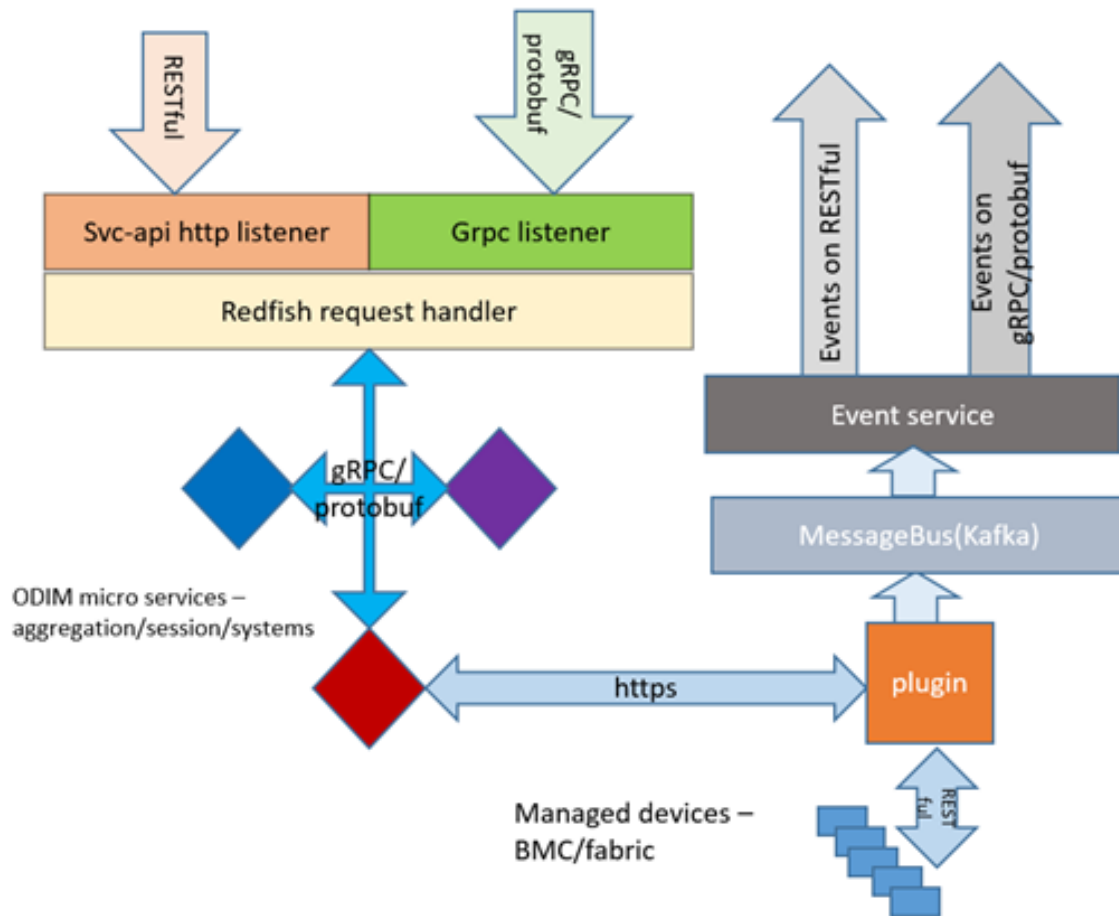 RESTful
gRPC/
protobuf
Svc-api http listener
Grpc listener
Redfish request handler
Events on RESTful
Events on
gRPC/protobuf
Event service
gRPC/
protobuf
MessageBus(Kafka)
ODIM micro services –
aggregation/session/systems
https
plugin
REST
ful
Managed devices –
BMC/fabric